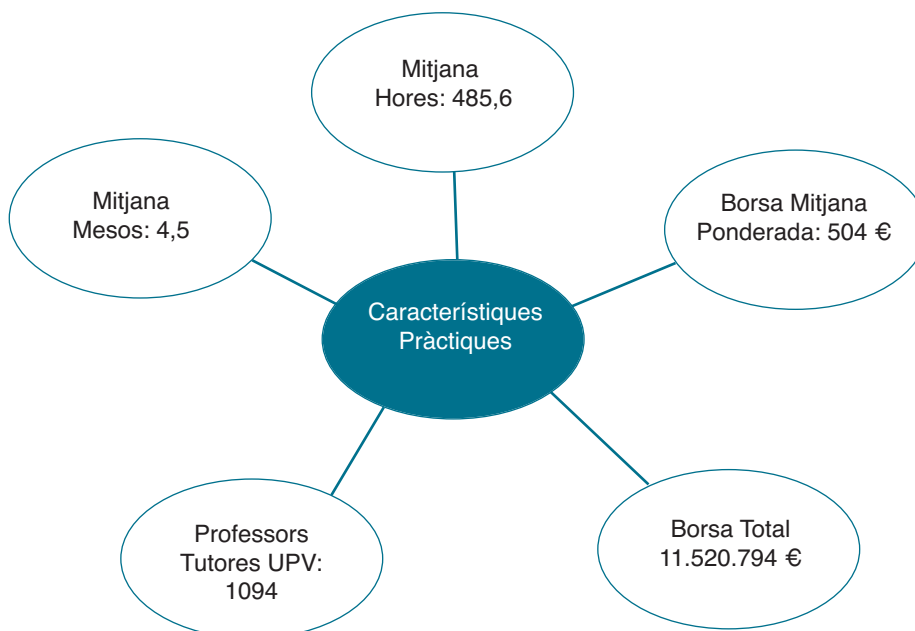 Mitjana
Hores: 485,6
Mitjana
Mesos: 4,5
Borsa Mitjana
Ponderada: 504 €
Característiques
Pràctiques
Professors
Tutores UPV:
1094
Borsa Total
11.520.794 €